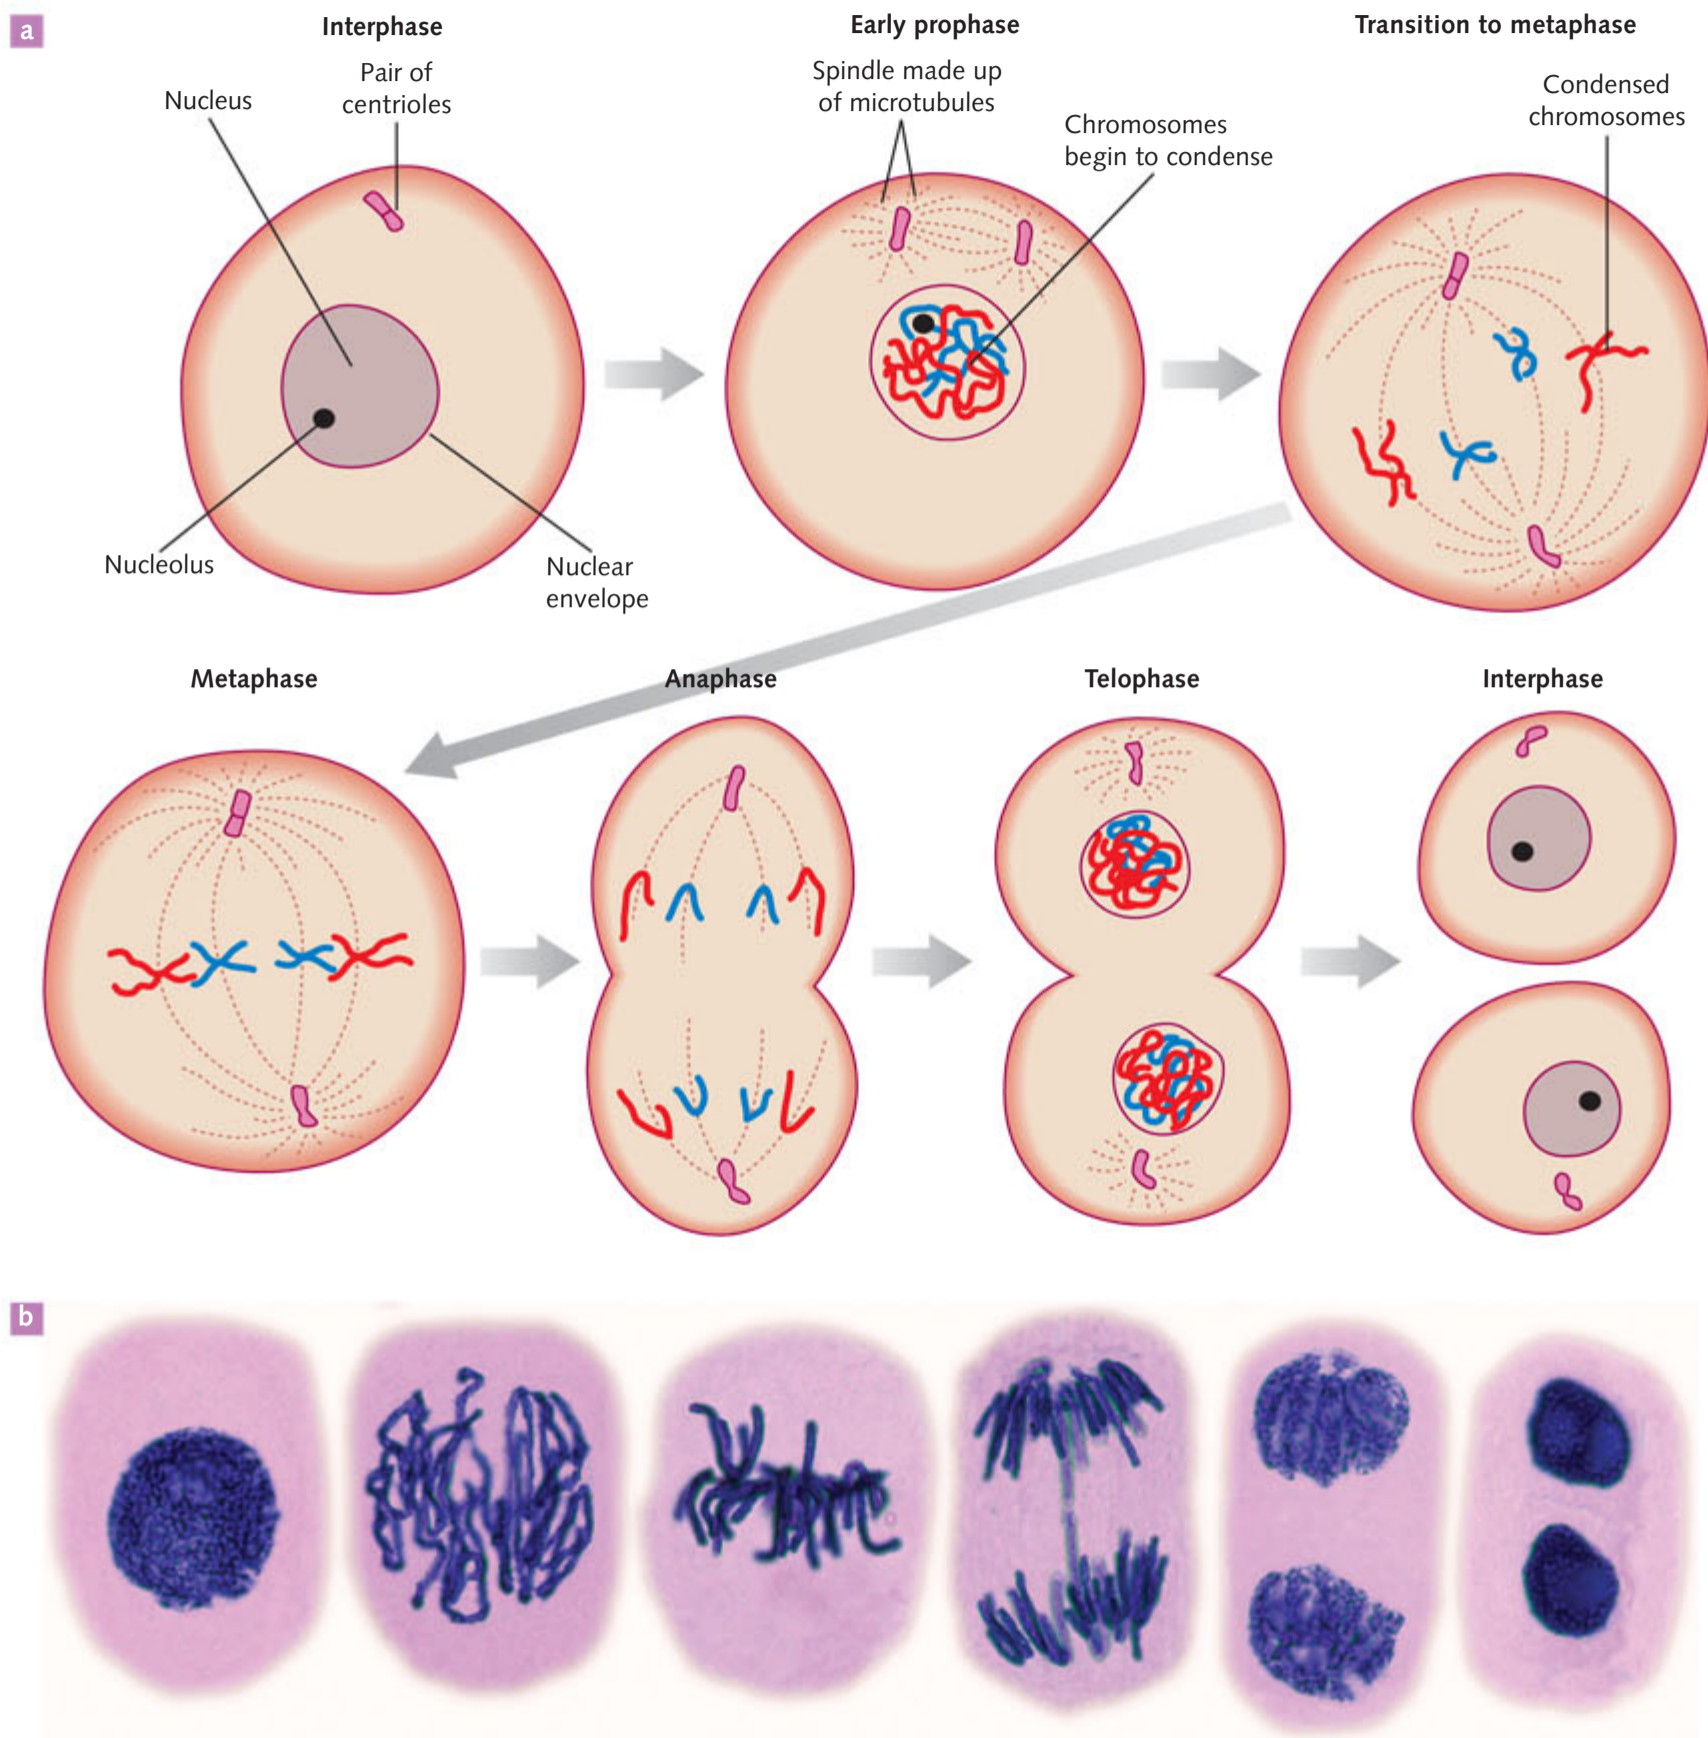 a
Interphase
Early prophase
Transition to metaphase
Nucleus
Pair of
centrioles
Spindle made up
of microtubules
Chromosomes
begin to condense
Condensed
chromosomes
Nucleolus
Nuclear
envelope
Metaphase
Anaphase
Telophase
Interphase
b